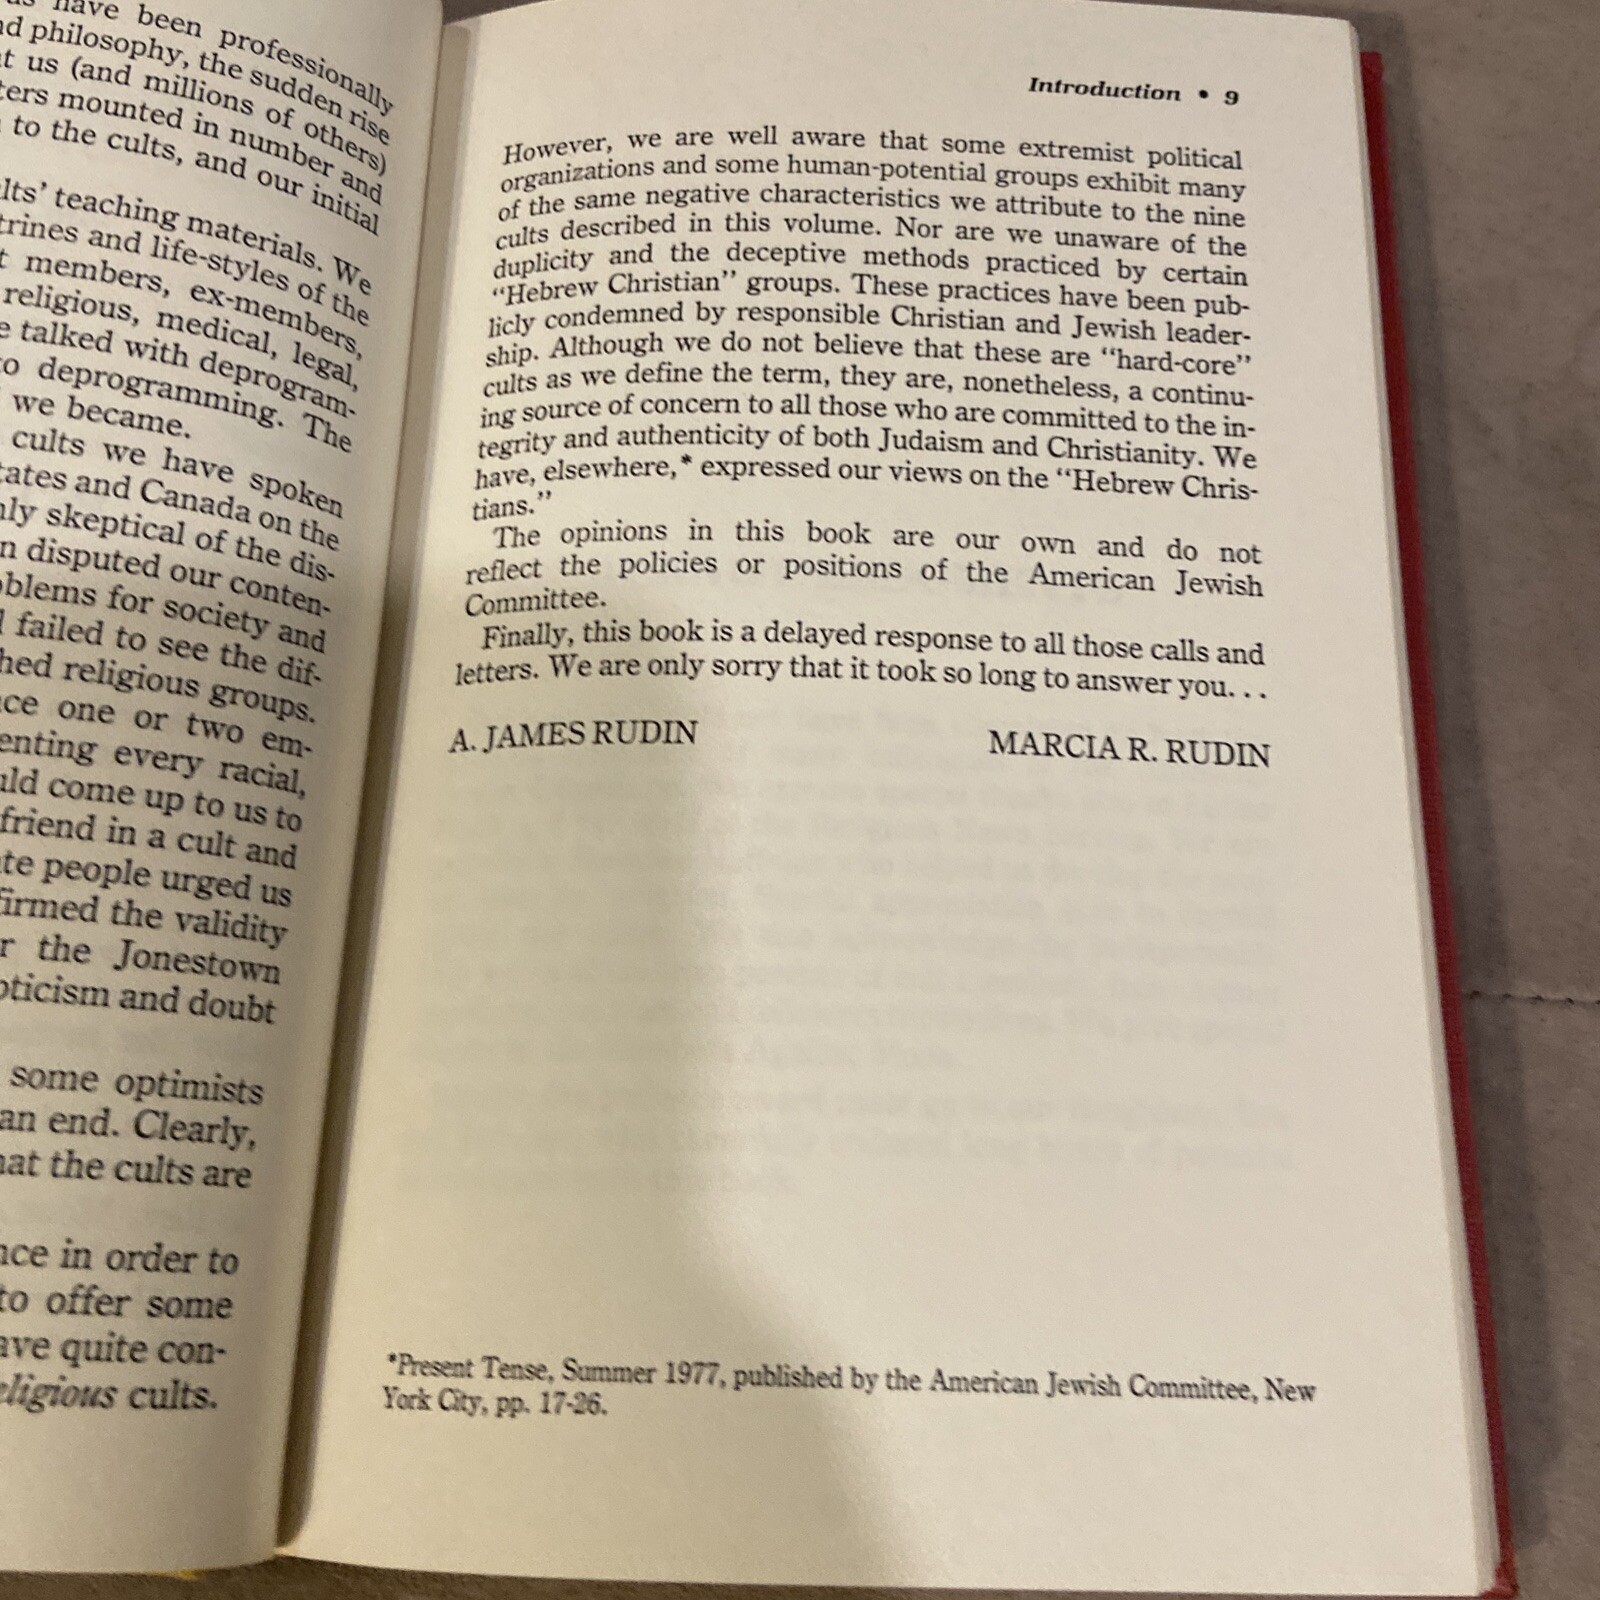 have been professionally
nd philosophy, the sudden rise
at us (and millions of others)
ters mounted in number and
to the cults, and our initial
ults' teaching materials. We
trines and life-styles of the
t members, ex-members,
religious, medical, legal,
e talked with deprogram-
to deprogramming. The
we became.
cults we have spoken
tates and Canada on the
nly skeptical of the dis-
n disputed our conten-
oblems for society and
failed to see the dif-
hed religious groups.
ce one or two em-
enting every racial,
uld come up to us to
friend in a cult and
te people urged us
firmed the validity
r the Jonestown
pticism and doubt
some optimists
an end. Clearly,
hat the cults are
nce in order to
to offer some
ave quite con-
eligious cults.
Introduction • 9
However, we are well aware that some extremist political
organizations and some human-potential groups exhibit many
of the same negative characteristics we attribute to the nine
cults described in this volume. Nor are we unaware of the
duplicity and the deceptive methods practiced by certain
"Hebrew Christian" groups. These practices have been pub-
licly condemned by responsible Christian and Jewish leader-
ship. Although we do not believe that these are "hard-core"
cults as we define the term, they are, nonetheless, a continu-
ing source of concern to all those who are committed to the in-
tegrity and authenticity of both Judaism and Christianity. We
have, elsewhere,* expressed our views on the "Hebrew Chris-
tians."
The opinions in this book are our own and do not
reflect the policies or positions of the American Jewish
Committee.
Finally, this book is a delayed response to all those calls and
letters. We are only sorry that it took so long to answer you. . .
A. JAMES RUDIN MARCIA R. RUDIN
*Present Tense, Summer 1977, published by the American Jewish Committee, New
York City, pp. 17-26.